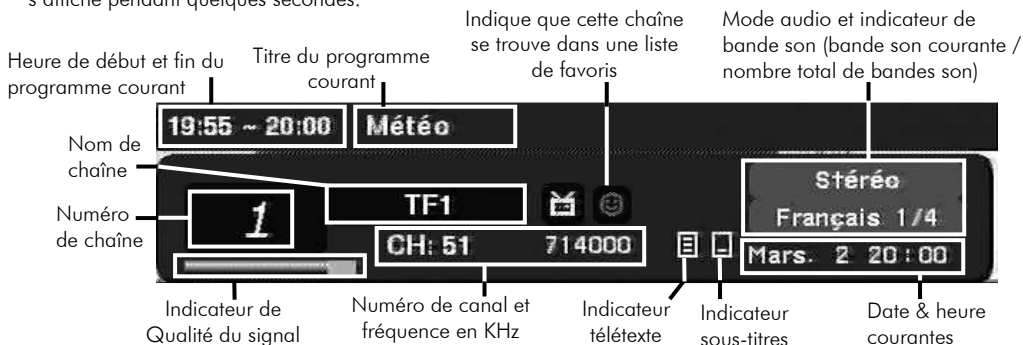 s'affiche pendant quelques secondes.
Indique que cette chaîne
se trouve dans une liste
de favoris
Mode audio et indicateur de
bande son (bande son courante /
nombre total de bandes son)
Heure de début et fin du
programme courant
Titre du programme
courant
19:55 ~ 20:00 Météo
Nom de
chaîne
Numéro
de chaîne
1
TF1
CH: 51 714000
Stéréo
Français 1/4
Mars. 2 20:00
Indicateur de
Qualité du signal
Numéro de canal et
fréquence en KHz
Indicateur
télétexte
Indicateur
sous-titres
Date & heure
courantes